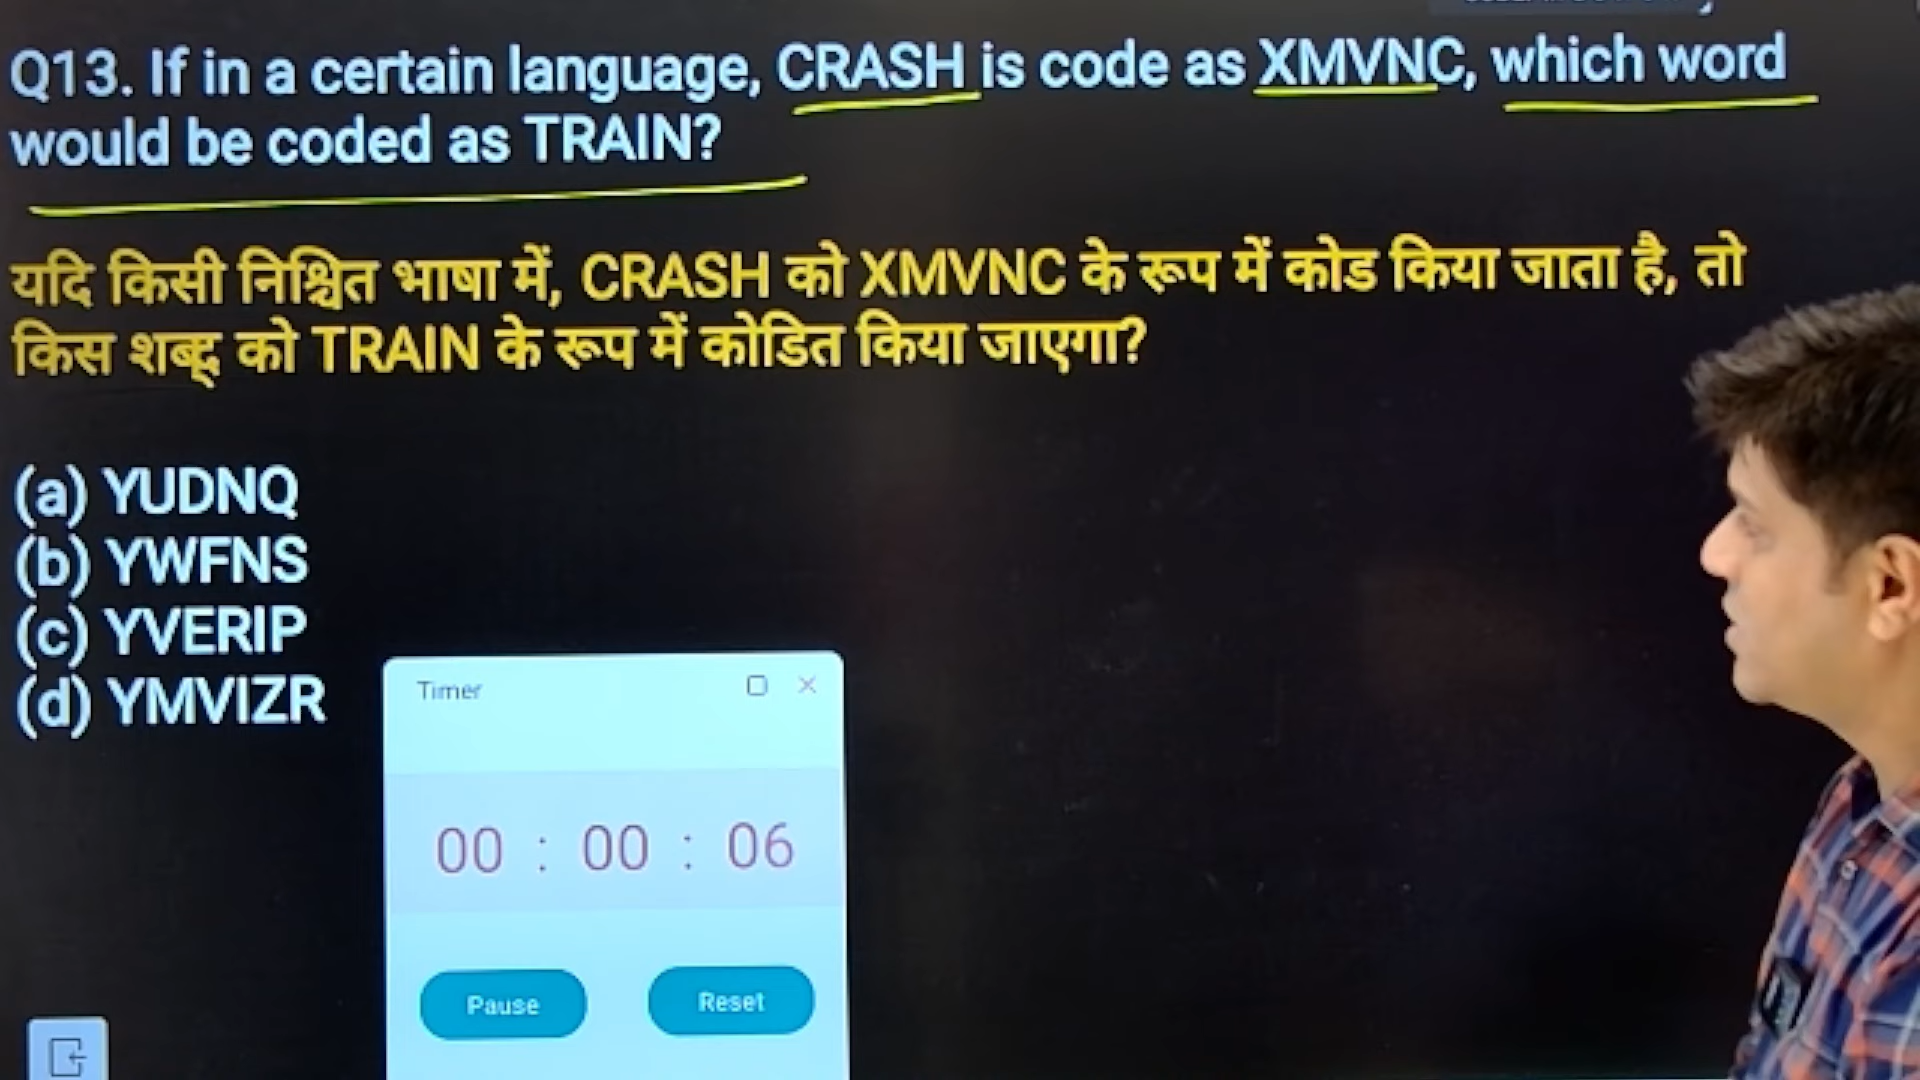 Q13. If in a certain language, CRASH is code as XMVNC, which word
would be coded as TRAIN?
यदि किसी निश्चित भाषा में, CRASH को XMVNC के रूप में कोड किया जाता है, तो
किस शब्द को TRAIN के रूप में कोडित किया जाएगा?
(a) YUDNQ
(b) YWFNS
(c) YVERIP
(d) YMVIZR
Timer
00 : 00 : 06
Pause Reset